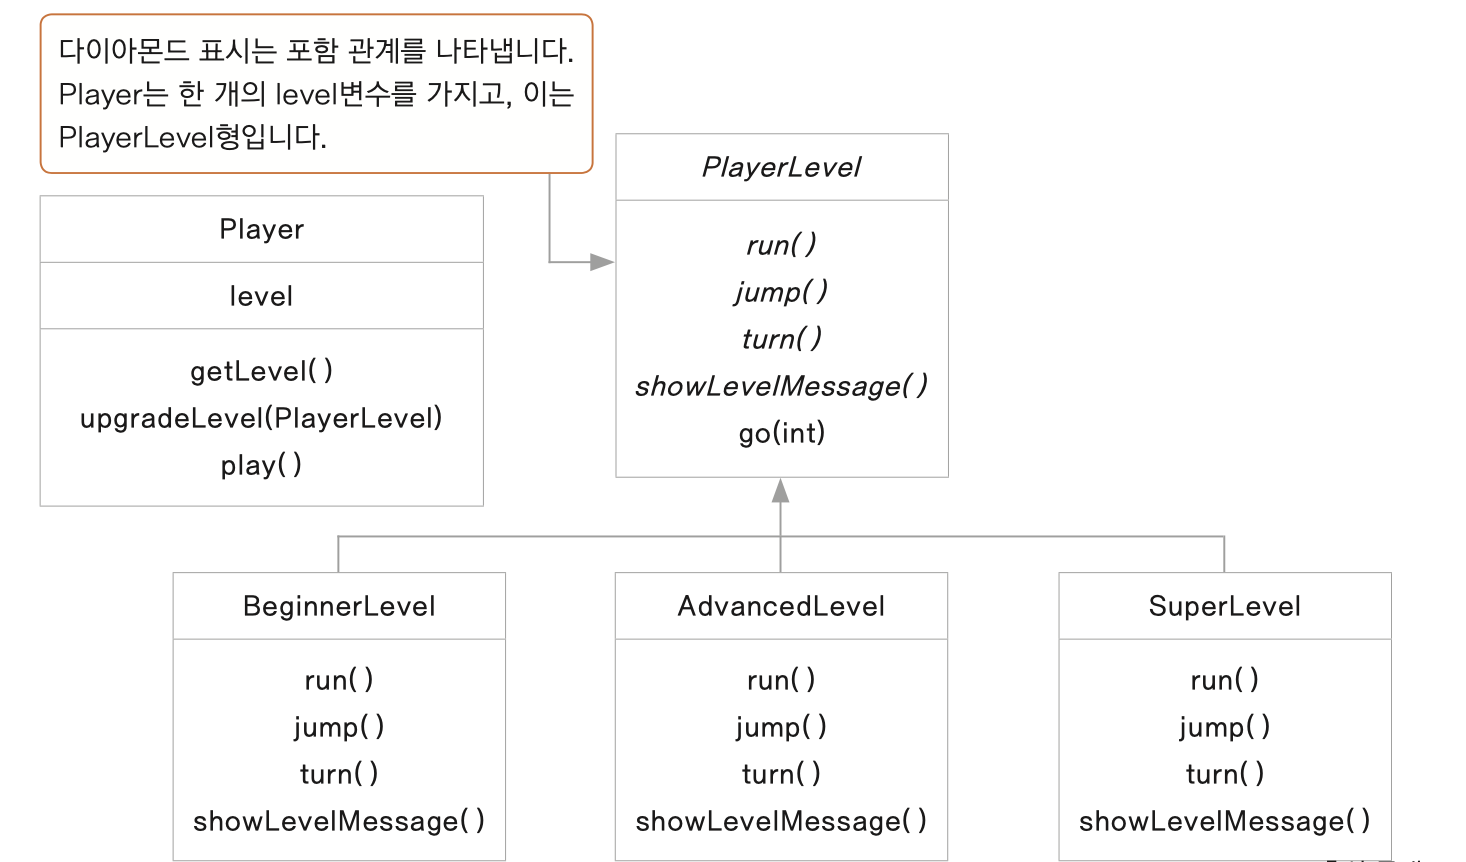 다이아몬드 표시는 포함 관계를 나타냅니다.
Player는 한 개의 level변수를 가지고, 이는
PlayerLevel형입니다.
Player
level
getLevel()
upgradeLevel(PlayerLevel)
play()
PlayerLevel
run()
jump()
turn()
showLevelMessage()
go(int)
BeginnerLevel
run()
jump()
turn()
showLevelMessage()
AdvancedLevel
run()
jump()
turn()
showLevelMessage()
SuperLevel
run()
jump()
turn()
showLevelMessage()